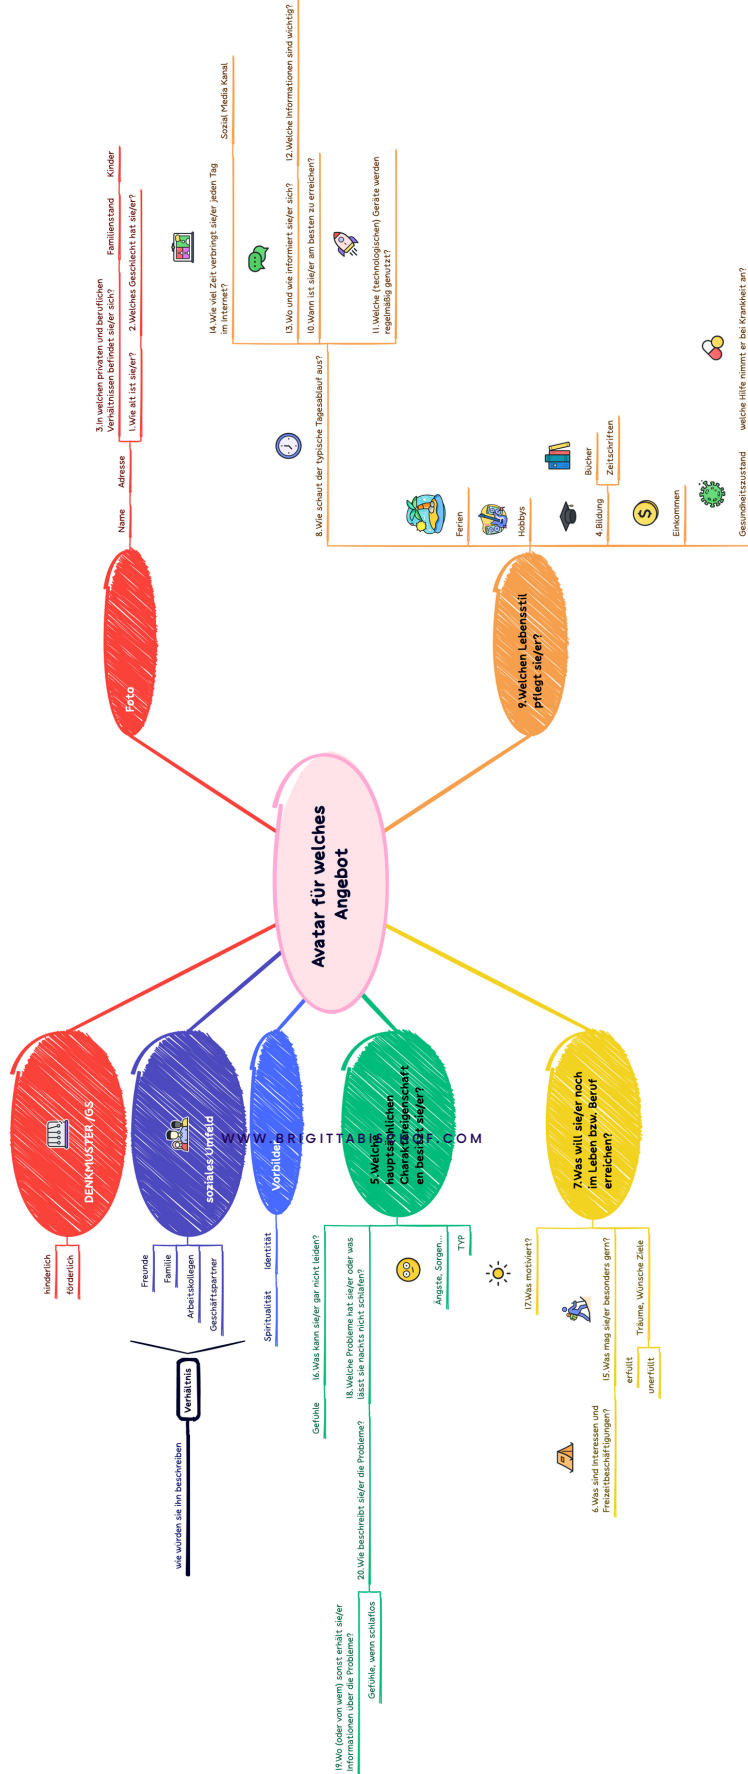 Avatar für welches
Angebot
Foto
Name
Adresse
3.In welchen privaten und beruflichen
Verhältnissen befindet sie/er sich?
Familienstand
Kinder
1.Wie alt ist sie/er?
2.Welches Geschlecht hat sie/er?
9.Welchen Lebensstil
pflegt sie/er?
8.Wie schaut der typische Tagesablauf aus?
14.Wie viel Zeit verbringt sie/er jeden Tag
im Internet?
Sozial Media Kanal
13.Wo und wie informiert sie/er sich?
12.Welche Informationen sind wichtig?
10.Wann ist sie/er am besten zu erreichen?
11.Welche (technologischen) Geräte werden
regelmäßig genutzt?
Ferien
Hobbys
4.Bildung
Bücher
Zeitschriften
Einkommen
Gesundheitszustand
welche Hilfe nimmt er bei Krankheit an?
7.Was will sie/er noch
im Leben bzw. Beruf
erreichen?
17.Was motiviert?
15.Was mag sie/er besonders gern?
6.Was sind Interessen und
Freizeitbeschäftigungen?
Träume, Wünsche Ziele
erfüllt
unerfüllt
5.Welche
hauptsächlichen
Charaktereigenschaft
en besitzt sie/er?
16.Was kann sie/er gar nicht leiden?
Gefühle
18.Welche Probleme hat sie/er oder was
lässt sie nachts nicht schlafen?
20.Wie beschreibt sie/er die Probleme?
19.Wo (oder von wem) sonst erhält sie/er
Informationen über die Probleme?
Gefühle, wenn schlaflos
Ängste, Sorgen...
TYP
Vorbilder
Identität
Spiritualität
soziales Umfeld
Freunde
Familie
Arbeitskollegen
Geschäftspartner
Verhältnis
wie würden sie ihn beschreiben
DENKMUSTER /GS
hinderlich
förderlich